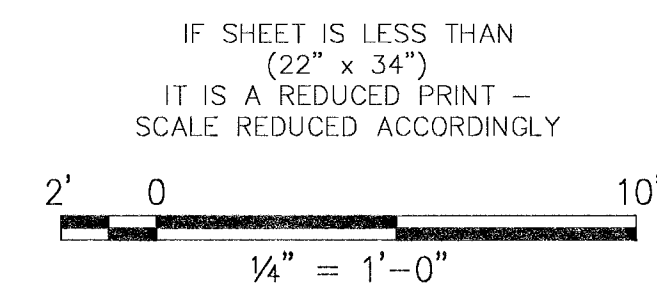 IF SHEET IS LESS THAN
(22" x 34")
IT IS A REDUCED PRINT –
SCALE REDUCED ACCORDINGLY
2' 0 10'
¼" = 1'-0"